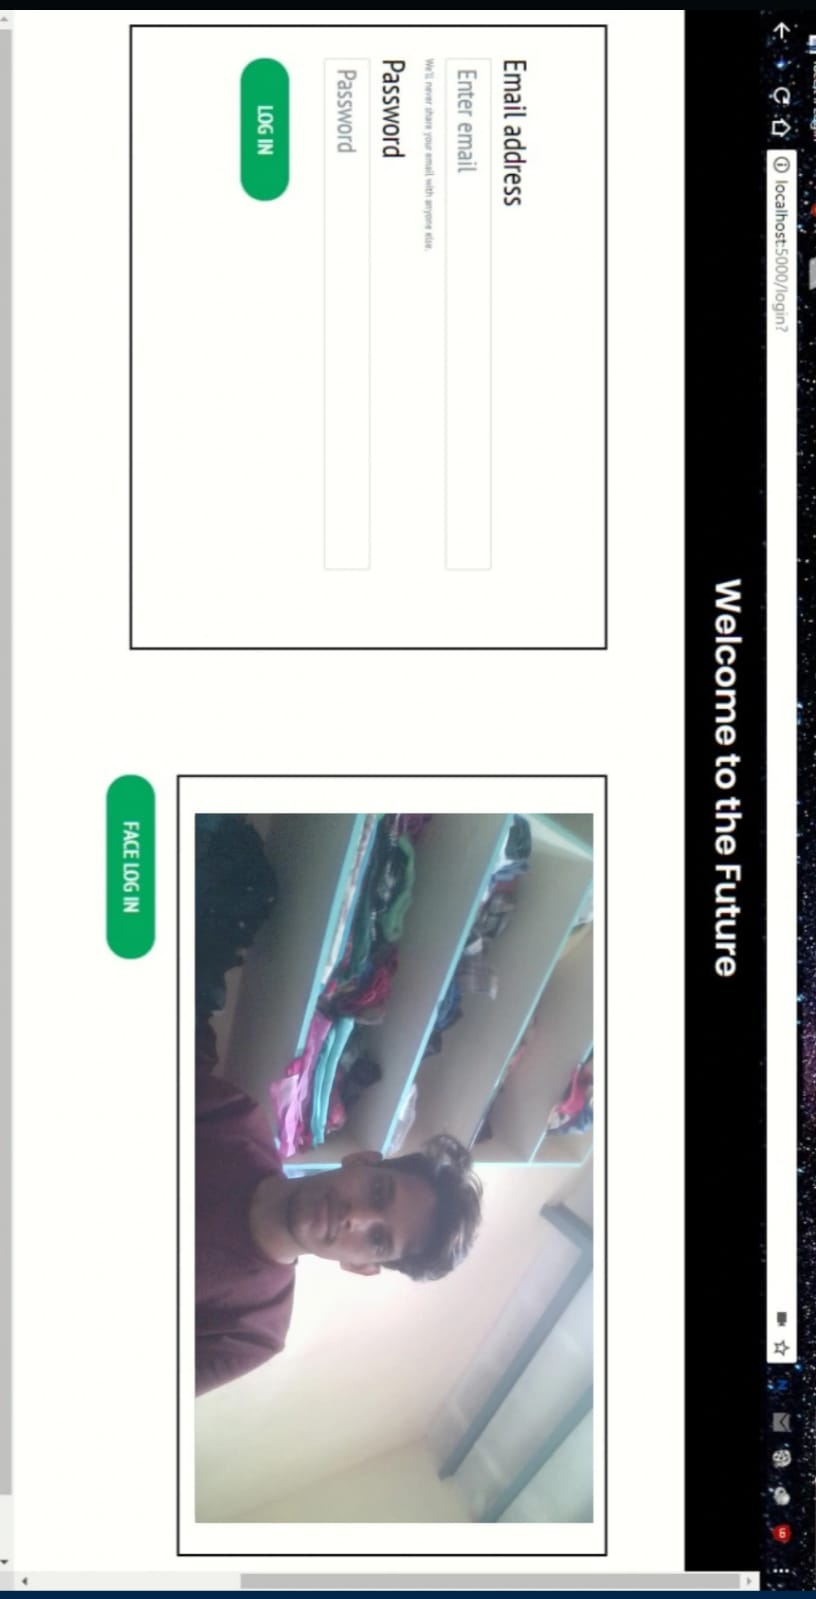 localhost:5000/login?
Welcome to the Future
Email address
Enter email
We'll never share your email with anyone else.
Password
Password
LOG IN
FACE LOG IN